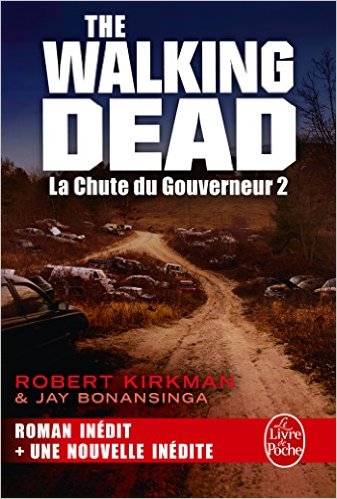 THE
WALKING
DEAD
La Chute du Gouverneur 2
ROBERT KIRKMAN
& JAY BONANSINGA
ROMAN INÉDIT
+ UNE NOUVELLE INÉDITE
Le
Livre
de
Poche